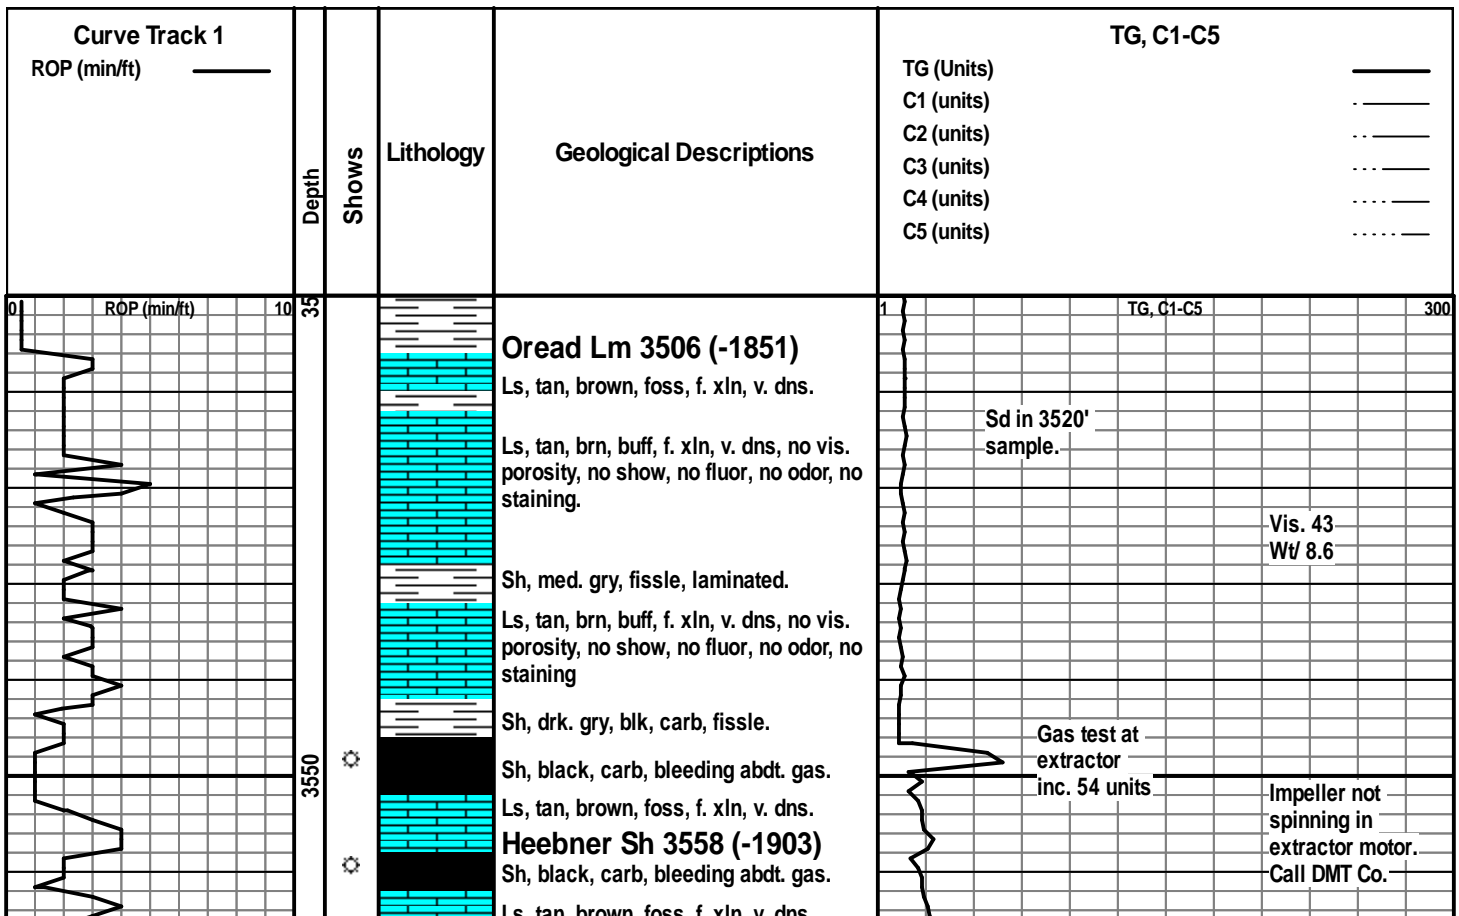 Curve Track 1
ROP (min/ft)
Depth
Shows
Lithology
Geological Descriptions
TG, C1-C5
TG (Units)
C1 (units)
C2 (units)
C3 (units)
C4 (units)
C5 (units)
0 ROP (min/ft) 10
35
1 TG, C1-C5 300
Oread Lm 3506 (-1851)
Ls, tan, brown, foss, f. xln, v. dns.
Sd in 3520'
sample.
Ls, tan, brn, buff, f. xln, v. dns, no vis.
porosity, no show, no fluor, no odor, no
staining.
Vis. 43
Wt/ 8.6
Sh, med. gry, fissle, laminated.
Ls, tan, brn, buff, f. xln, v. dns, no vis.
porosity, no show, no fluor, no odor, no
staining
Sh, drk. gry, blk, carb, fissle.
Gas test at
extractor
inc. 54 units
3550
Sh, black, carb, bleeding abdt. gas.
Impeller not
spinning in
extractor motor.
Call DMT Co.
Ls, tan, brown, foss, f. xln, v. dns.
Heebner Sh 3558 (-1903)
Sh, black, carb, bleeding abdt. gas.
Ls, tan, brown, foss, f. xln, v. dns